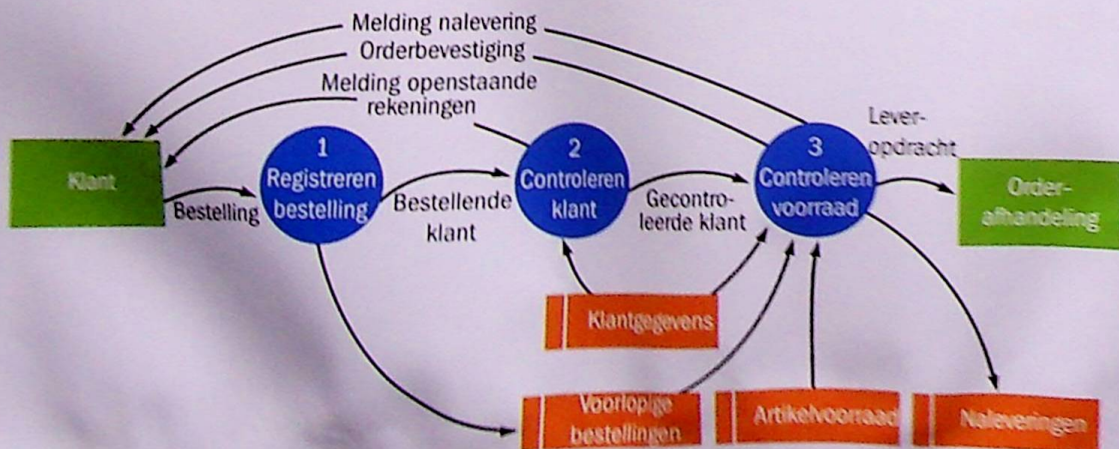 Melding nalevering
Orderbevestiging
Melding openstaande
rekeningen
Klant
Bestelling
1
Registreren
bestelling
Bestellende
klant
2
Controleren
klant
Gecontro-
leerde klant
3
Controleren
voorraad
Lever-
opdracht
Order-
afhandeling
Klantgegevens
Voorlopige
bestellingen
Artikelvoorraad
Naleveringen